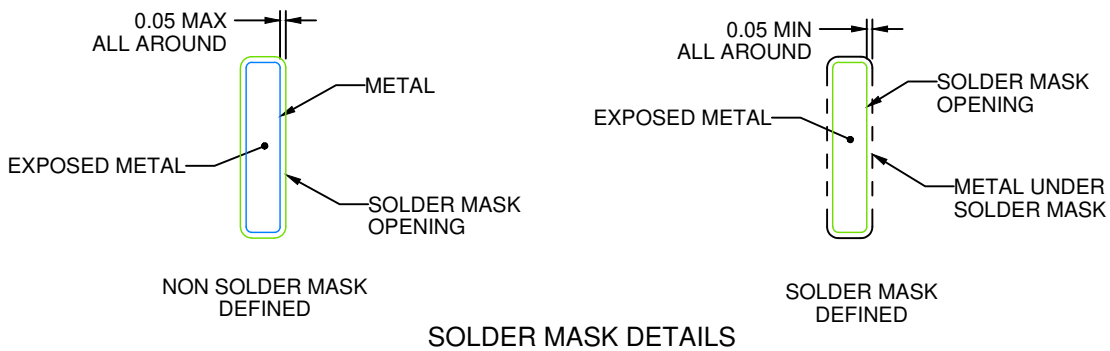 0.05 MAX
ALL AROUND
METAL
EXPOSED METAL
SOLDER MASK
OPENING
NON SOLDER MASK
DEFINED
0.05 MIN
ALL AROUND
SOLDER MASK
OPENING
EXPOSED METAL
METAL UNDER
SOLDER MASK
SOLDER MASK
DEFINED
SOLDER MASK DETAILS